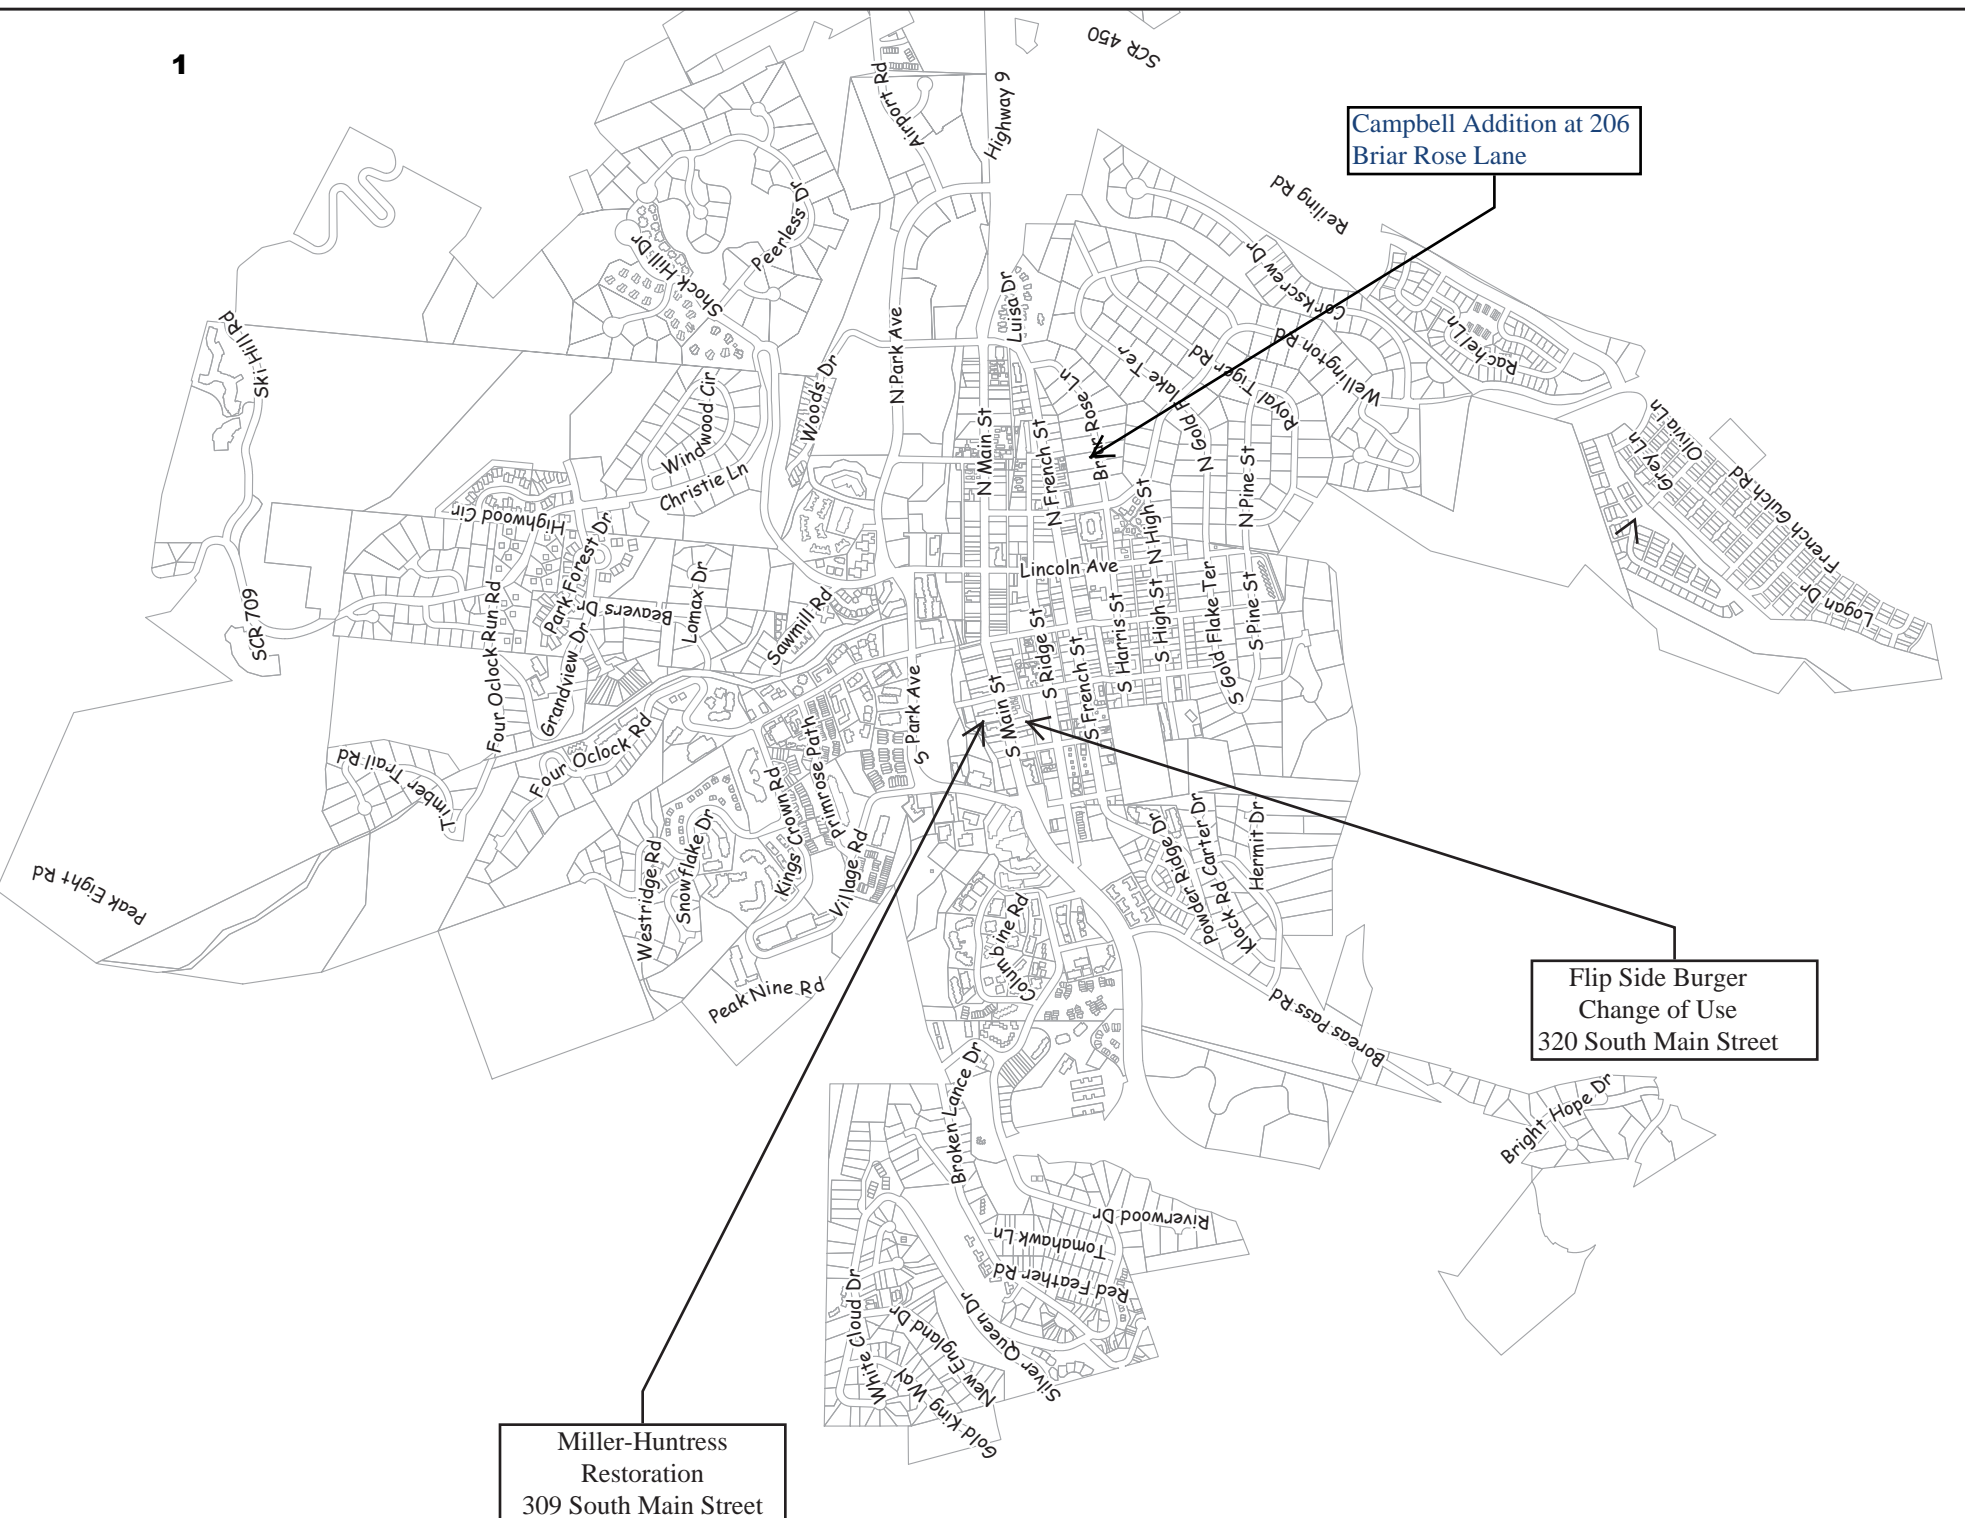 1
SCR 450
Airport Rd
Highway 9
Campbell Addition at 206
Briar Rose Lane
Reiling Rd
Peerless Dr
Shock Hill Dr
Corkscrew Dr
Luisa Dr
Ski Hill Rd
N Park Ave
Wellington Rd
Rachel Ln
Woods Dr
Windwood Cir
Christie Ln
N Main St
N French St
Briar Rose Ln
N Gold Flake Ter
Royal Tiger Rd
N Pine St
N High St
Grey Ln
Olivia Ln
French Gulch Rd
Logan Dr
Highwood Cir
Park Forest Dr
Lincoln Ave
SCR 709
Four Oclock Run Rd
Grandview Dr
Beavers Dr
Lomax Dr
Sawmill Rd
S Ridge St
S French St
S Harris St
S High St
S Gold Flake Ter
S Pine St
S Main St
S Park Ave
Timber Trail Rd
Four Oclock Rd
Kings Crown Rd
Primrose Path
Village Rd
Westridge Rd
Snowflake Dr
Peak Eight Rd
Peak Nine Rd
Powder Ridge Dr
Carter Dr
Klack Rd
Hermit Dr
Columbine Rd
Boreas Pass Rd
Flip Side Burger
Change of Use
320 South Main Street
Broken Lance Dr
Bright Hope Dr
Riverwood Dr
Tomahawk Ln
Red Feather Rd
White Cloud Dr
New England Dr
Silver Queen Dr
Gold King Way
Miller-Huntress
Restoration
309 South Main Street